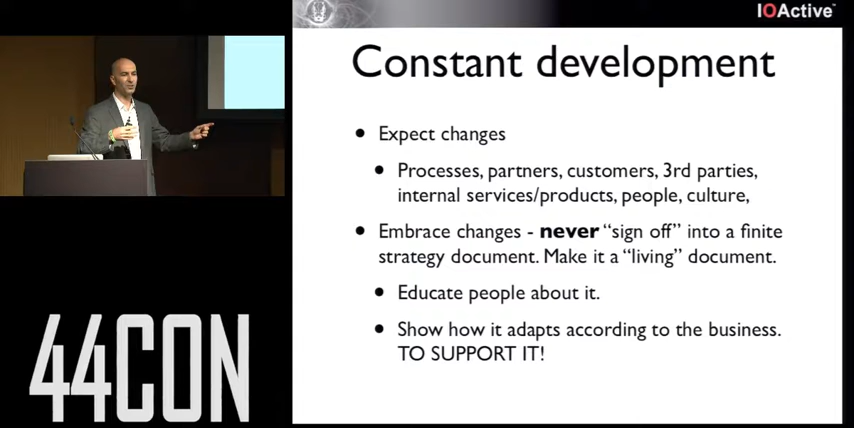 IOActive™
Constant development
• Expect changes
• Processes, partners, customers, 3rd parties,
internal services/products, people, culture,
• Embrace changes - never “sign off” into a finite
strategy document. Make it a “living” document.
• Educate people about it.
• Show how it adapts according to the business.
TO SUPPORT IT!
44CON